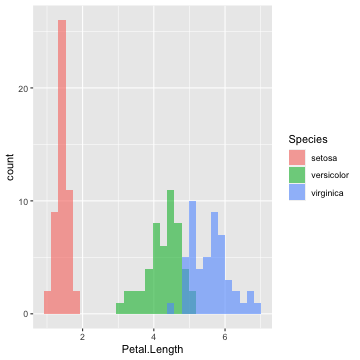 20
10
0
count
2 4 6
Petal.Length
Species
setosa
versicolor
virginica